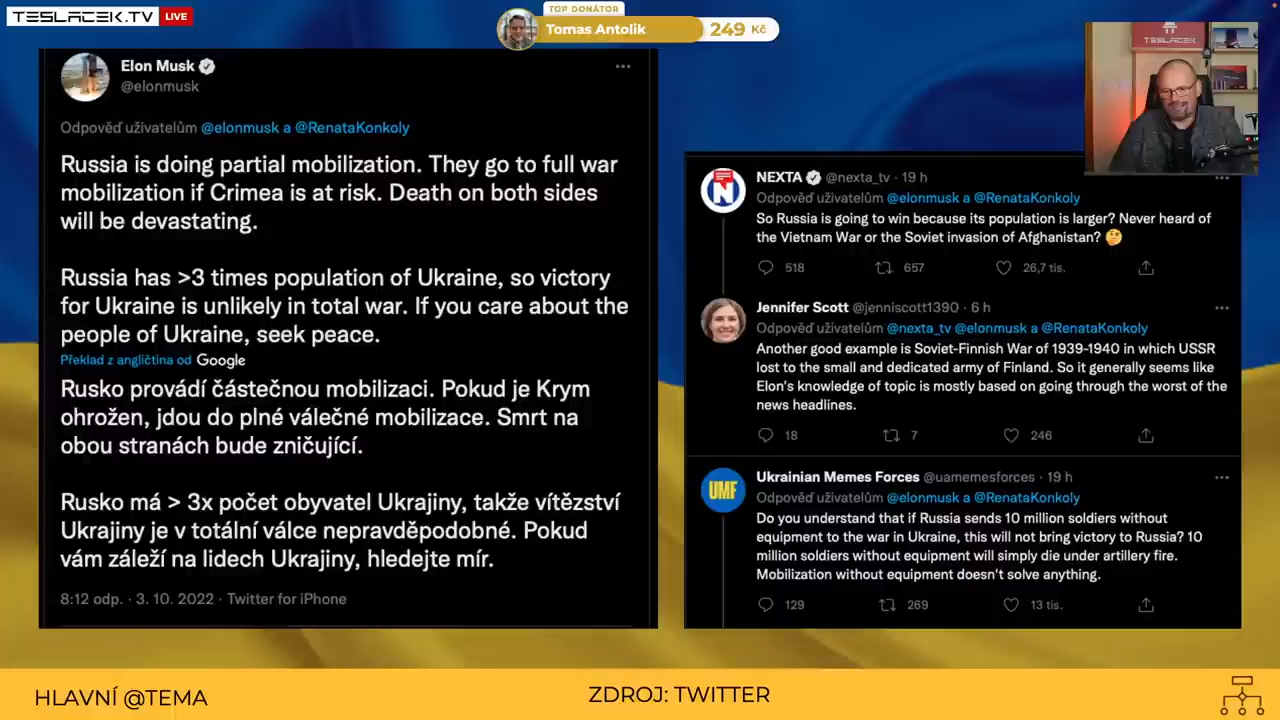 TESLACEK.TV LIVE
TOP DONÁTOR
Tomas Antolik 249 Kč
Elon Musk
@elonmusk
Odpověď uživatelům @elonmusk a @RenataKonkoly
Russia is doing partial mobilization. They go to full war
mobilization if Crimea is at risk. Death on both sides
will be devastating.
Russia has >3 times population of Ukraine, so victory
for Ukraine is unlikely in total war. If you care about the
people of Ukraine, seek peace.
Překlad z angličtina od Google
Rusko provádí částečnou mobilizaci. Pokud je Krym
ohrožen, jdou do plné válečné mobilizace. Smrt na
obou stranách bude zničující.
Rusko má > 3x počet obyvatel Ukrajiny, takže vítězství
Ukrajiny je v totální válce nepravděpodobné. Pokud
vám záleží na lidech Ukrajiny, hledejte mír.
8:12 odp. · 3. 10. 2022 · Twitter for iPhone
TESLACEK
NEXTA @nexta_tv · 19 h
Odpověď uživatelům @elonmusk a @RenataKonkoly
So Russia is going to win because its population is larger? Never heard of
the Vietnam War or the Soviet invasion of Afghanistan? 🤔
518 657 26,7 tis.
Jennifer Scott @jenniscott1390 · 6 h
Odpověď uživatelům @nexta_tv @elonmusk a @RenataKonkoly
Another good example is Soviet-Finnish War of 1939-1940 in which USSR
lost to the small and dedicated army of Finland. So it generally seems like
Elon's knowledge of topic is mostly based on going through the worst of the
news headlines.
18 7 246
UMF
Ukrainian Memes Forces @uamemesforces · 19 h
Odpověď uživatelům @elonmusk a @RenataKonkoly
Do you understand that if Russia sends 10 million soldiers without
equipment to the war in Ukraine, this will not bring victory to Russia? 10
million soldiers without equipment will simply die under artillery fire.
Mobilization without equipment doesn't solve anything.
129 269 13 tis.
HLAVNÍ @TEMA
ZDROJ: TWITTER